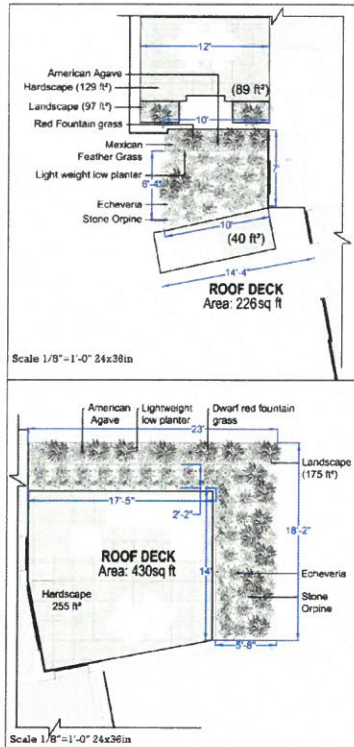 12'
American Agave
Hardscape (129 ft²)
(89 ft²)
Landscape (97 ft²)
10'
Red Fountain grass
Mexican
Feather Grass
7'
Light weight low planter
6'-4"
Echeveria
Stone Orpine
10'
(40 ft²)
14'-4"
ROOF DECK
Area: 226sq ft
Scale 1/8"=1'-0" 24x36in
American
Agave
Lightweight
low planter
Dwarf red fountain
grass
23'
Landscape
(175 ft²)
17'-5"
2'-2"
18'-2"
ROOF DECK
Area: 430sq ft
14'
Hardscape
255 ft²
Echeveria
Stone
Orpine
5'-8"
Scale 1/8"=1'-0" 24x36in